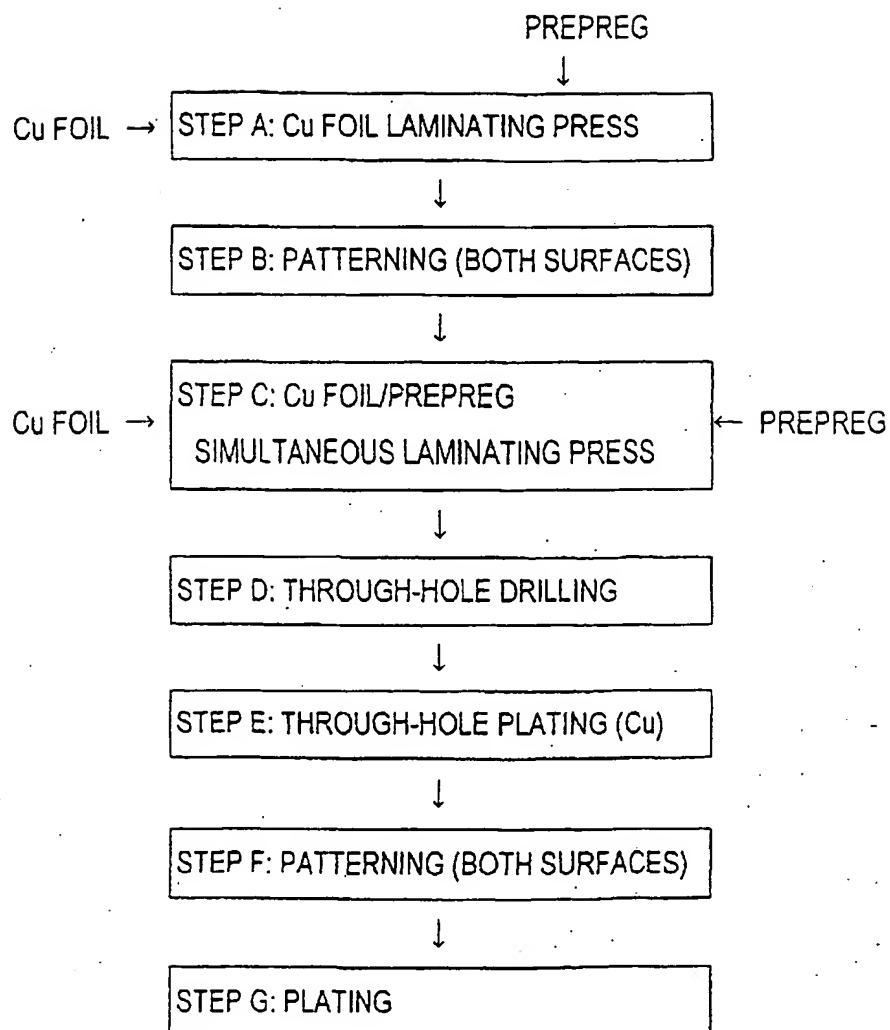 PREPREG
↓
Cu FOIL → STEP A: Cu FOIL LAMINATING PRESS
↓
STEP B: PATTERNING (BOTH SURFACES)
↓
STEP C: Cu FOIL/PREPREG
Cu FOIL → ← PREPREG
SIMULTANEOUS LAMINATING PRESS
↓
STEP D: THROUGH-HOLE DRILLING
↓
STEP E: THROUGH-HOLE PLATING (Cu)
↓
STEP F: PATTERNING (BOTH SURFACES)
↓
STEP G: PLATING